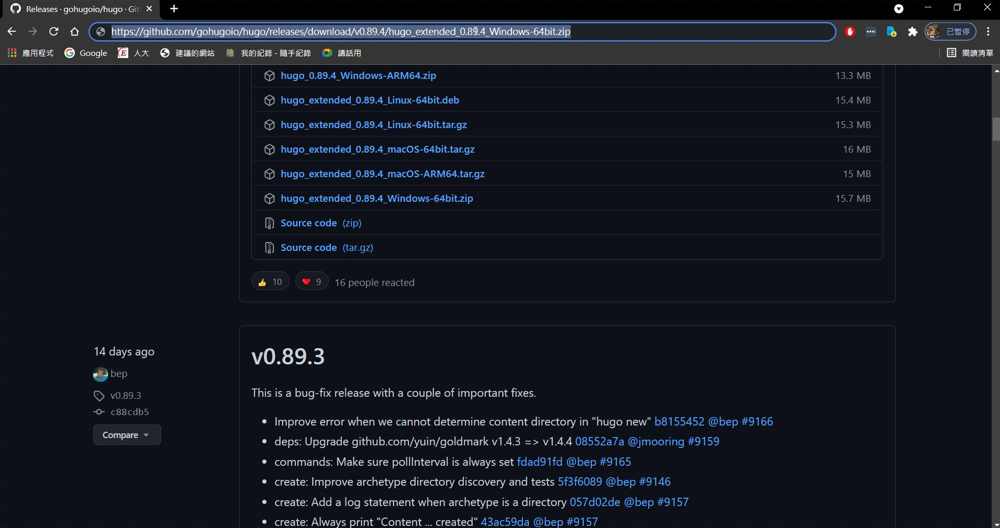 Releases · gohugoio/hugo · Git
https://github.com/gohugoio/hugo/releases/download/v0.89.4/hugo_extended_0.89.4_Windows-64bit.zip
已暫停
應用程式 Google 人大 建議的網站 我的紀錄 - 隨手紀錄 講話用 閱讀清單
hugo_0.89.4_Windows-ARM64.zip 13.3 MB
hugo_extended_0.89.4_Linux-64bit.deb 15.4 MB
hugo_extended_0.89.4_Linux-64bit.tar.gz 15.3 MB
hugo_extended_0.89.4_macOS-64bit.tar.gz 16 MB
hugo_extended_0.89.4_macOS-ARM64.tar.gz 15 MB
hugo_extended_0.89.4_Windows-64bit.zip 15.7 MB
Source code (zip)
Source code (tar.gz)
👍 10 ❤️ 9 16 people reacted
14 days ago
bep
v0.89.3
c88cdb5
Compare
v0.89.3
This is a bug-fix release with a couple of important fixes.
• Improve error when we cannot determine content directory in "hugo new" b8155452 @bep #9166
• deps: Upgrade github.com/yuin/goldmark v1.4.3 => v1.4.4 08552a7a @jmooring #9159
• commands: Make sure pollInterval is always set fdad91fd @bep #9165
• create: Improve archetype directory discovery and tests 5f3f6089 @bep #9146
• create: Add a log statement when archetype is a directory 057d02de @bep #9157
• create: Always print "Content ... created" 43ac59da @bep #9157